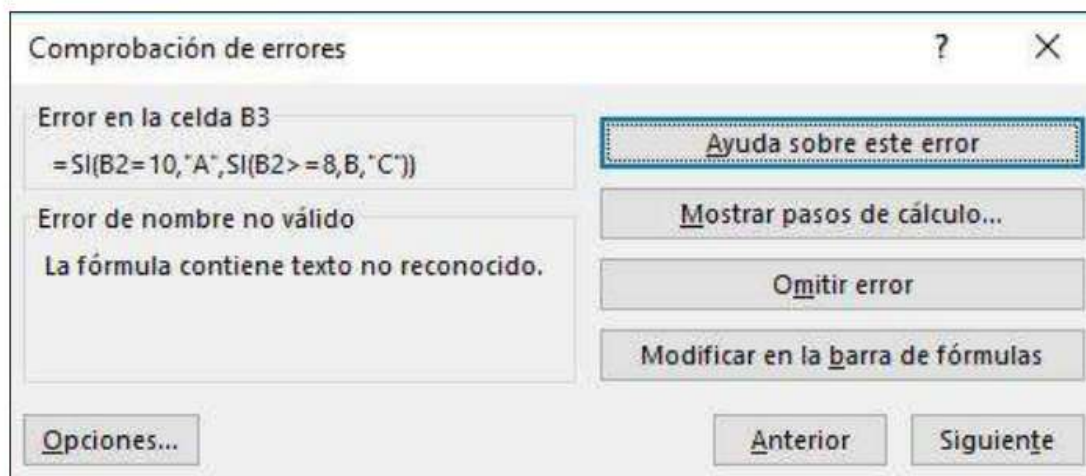 Comprobación de errores
?
Error en la celda B3
=SI(B2=10,"A",SI(B2>=8,B,"C"))
Error de nombre no válido
La fórmula contiene texto no reconocido.
Ayuda sobre este error
Mostrar pasos de cálculo...
Omitir error
Modificar en la barra de fórmulas
Opciones...
Anterior
Siguiente